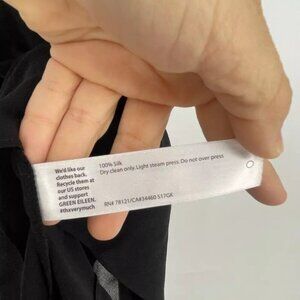 We'd like our
clothes back.
Recycle them at
our US stores
and support
GREEN EILEEN.
#thxverymuch
100% Silk
Dry clean only. Light steam press. Do not over press
RN# 78121/CA#34460 S17GK